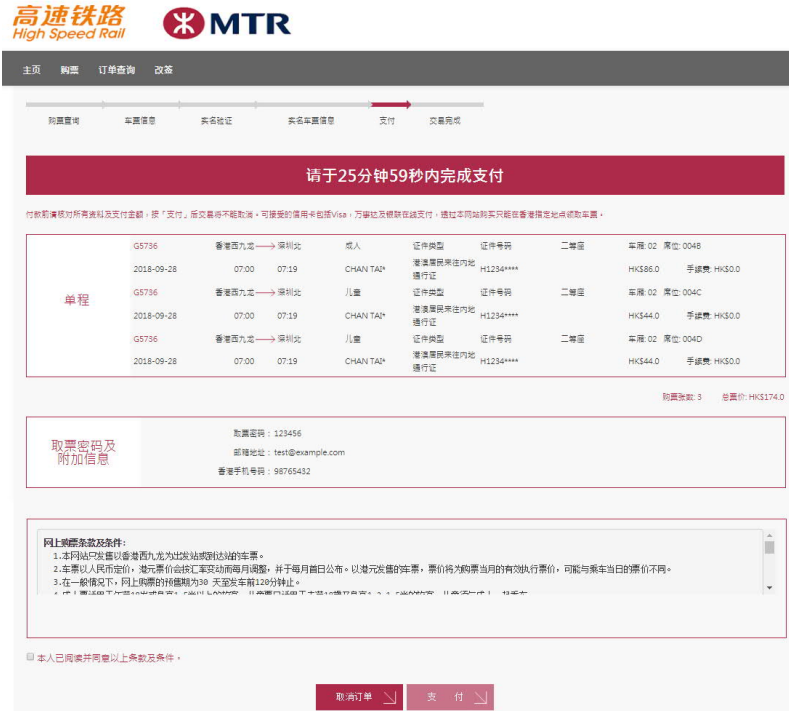 高速铁路
High Speed Rail
MTR
主页 购票 订单查询 改签
购票查询 车票信息 实名验证 实名车票信息 支付 交易完成
请于25分钟59秒内完成支付
付款前请核对所有资料及支付金额，按「支付」后交易将不能取消。可接受的信用卡包括Visa，万事达及银联在线支付，通过本网站购买只能在香港指定地点领取车票。
单程
G5736 香港西九龙 深圳北 成人 证件类型 证件号码 二等座 车厢: 02 席位: 004B
2018-09-28 07:00 07:19 CHAN TAI* 港澳居民来往内地通行证 H1234**** HK$86.0 手续费: HK$0.0
G5736 香港西九龙 深圳北 儿童 证件类型 证件号码 二等座 车厢: 02 席位: 004C
2018-09-28 07:00 07:19 CHAN TAI* 港澳居民来往内地通行证 H1234**** HK$44.0 手续费: HK$0.0
G5736 香港西九龙 深圳北 儿童 证件类型 证件号码 二等座 车厢: 02 席位: 004D
2018-09-28 07:00 07:19 CHAN TAI* 港澳居民来往内地通行证 H1234**** HK$44.0 手续费: HK$0.0
购票张数: 3 总票价: HK$174.0
取票密码及
附加信息
取票密码： 123456
邮箱地址： test@example.com
香港手机号码： 98765432
网上购票条款及条件：
1.本网站只发售以香港西九龙为出发站或到达站的车票。
2.车票以人民币定价，港元票价会按汇率变动而每月调整，并于每月首日公布。以港元发售的车票，票价将为购票当月的有效执行票价，可能与乘车当日的票价不同。
3.在一般情况下，网上购票的预售期为30 天至发车前120分钟止。
本人已阅读并同意以上条款及条件。
取消订单 支 付